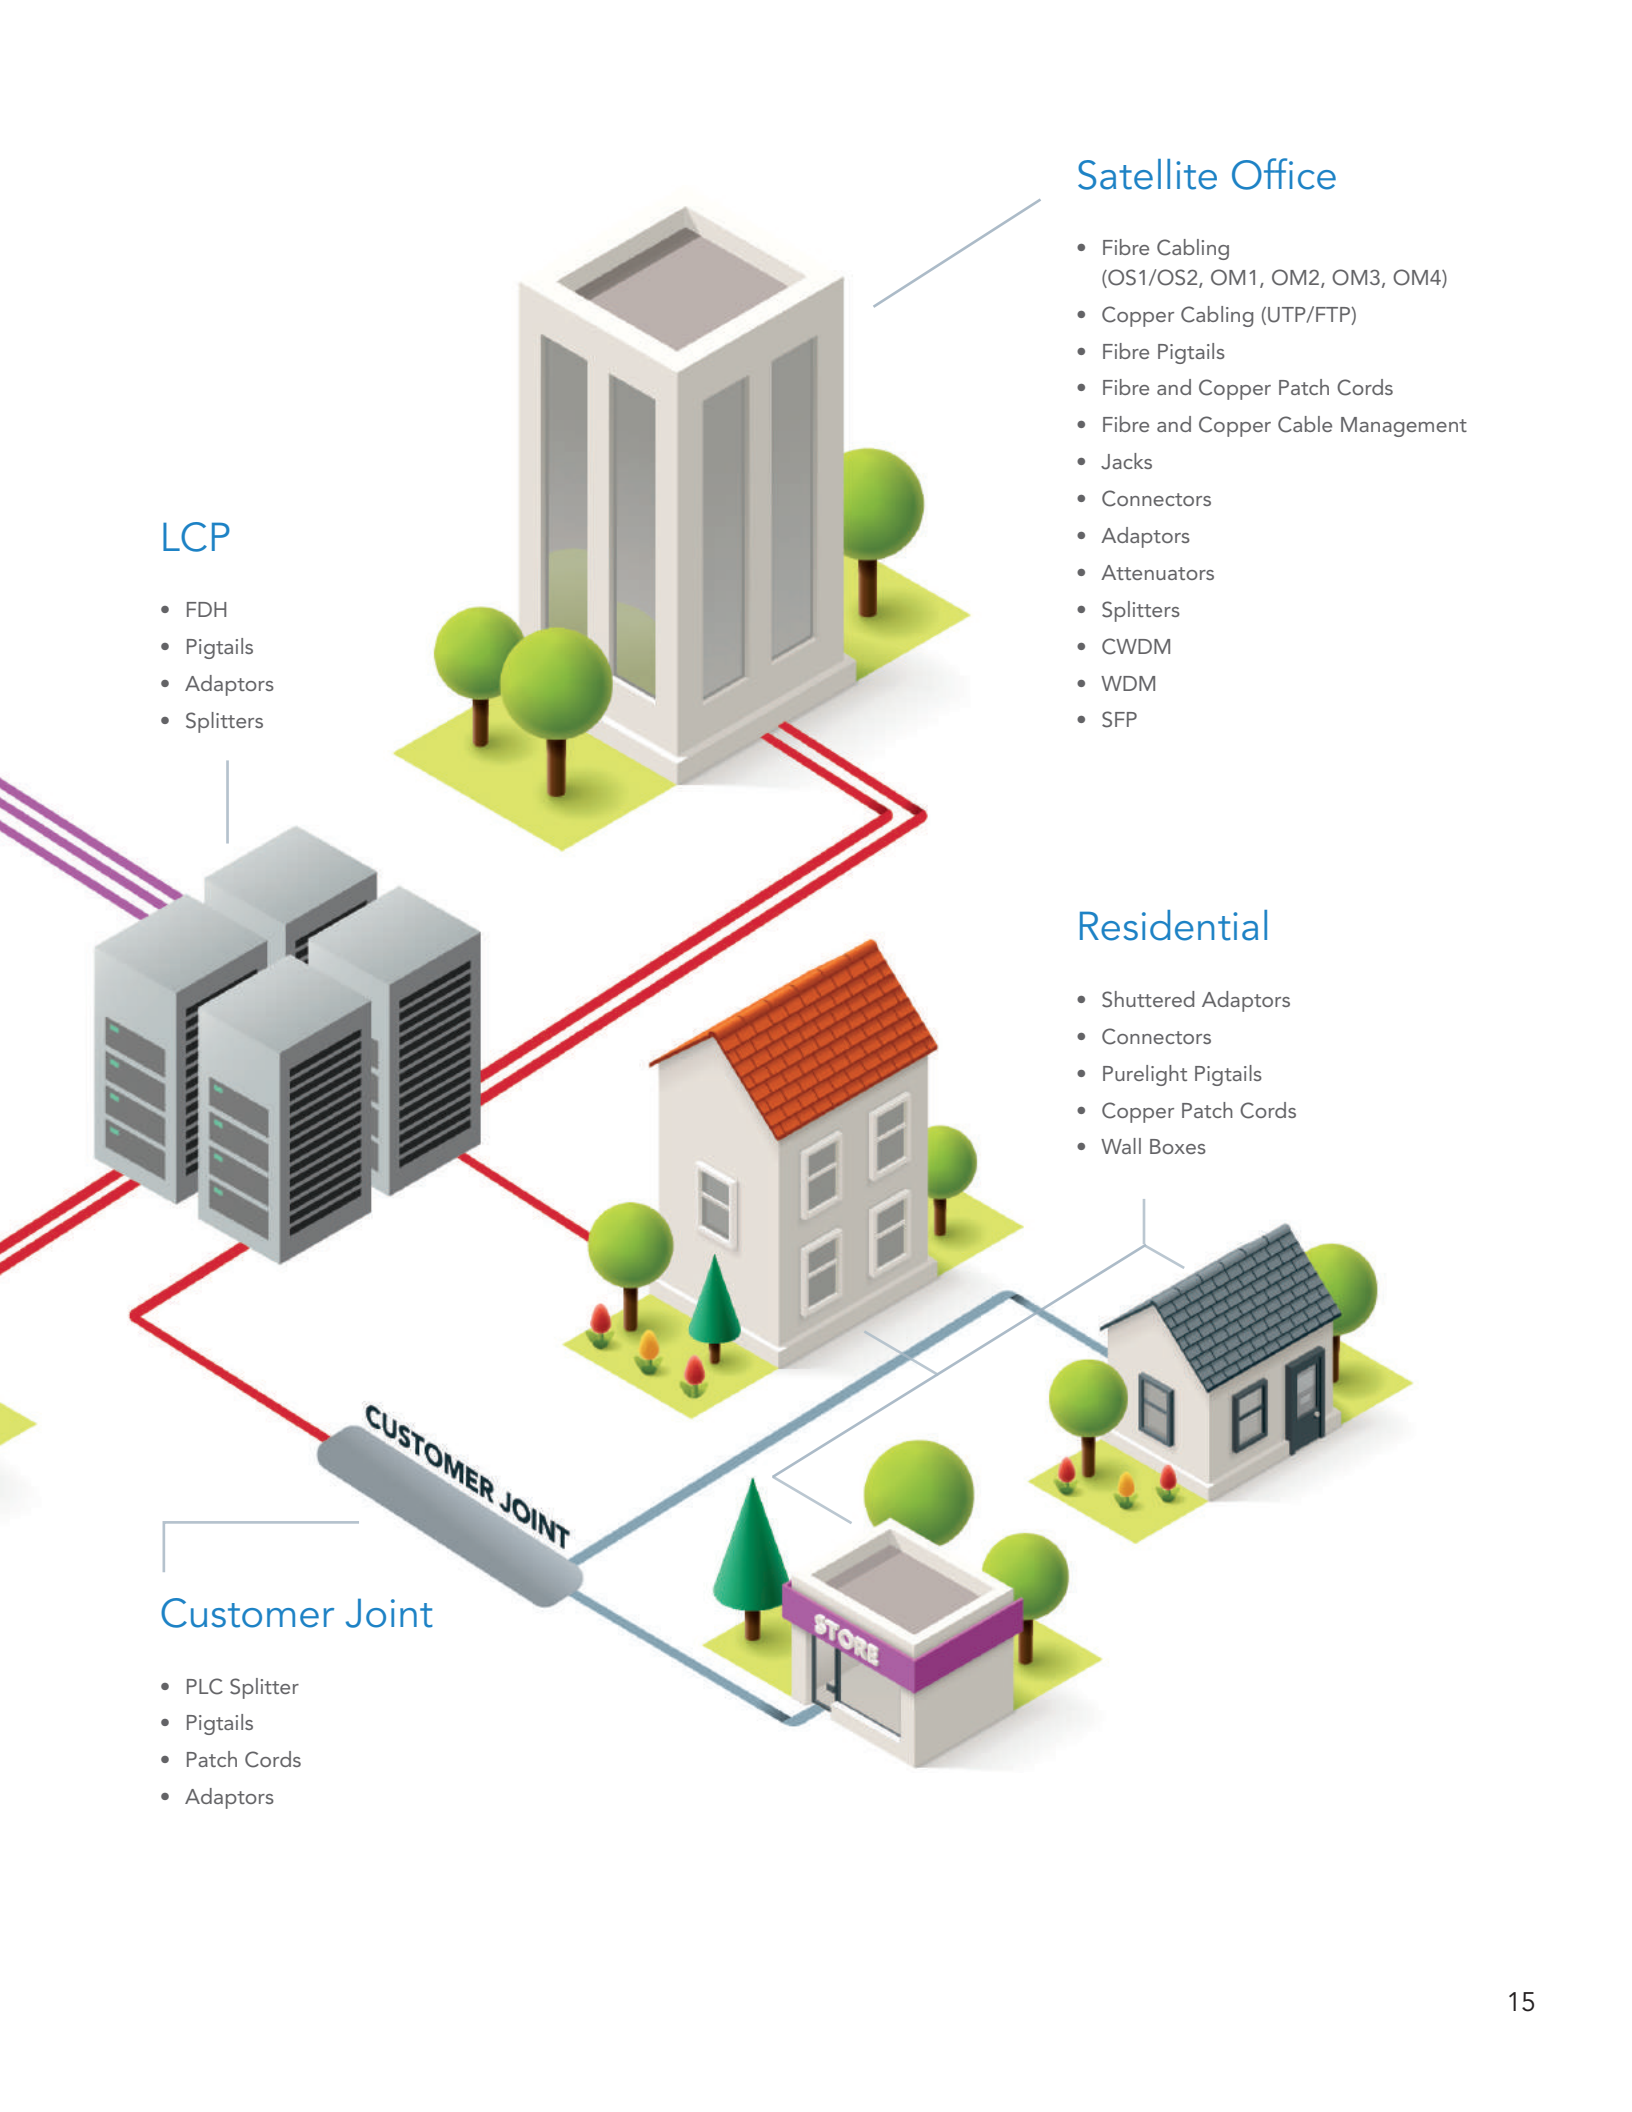 Satellite Office
• Fibre Cabling
(OS1/OS2, OM1, OM2, OM3, OM4)
• Copper Cabling (UTP/FTP)
• Fibre Pigtails
• Fibre and Copper Patch Cords
• Fibre and Copper Cable Management
• Jacks
• Connectors
• Adaptors
• Attenuators
• Splitters
• CWDM
• WDM
• SFP
LCP
• FDH
• Pigtails
• Adaptors
• Splitters
Residential
• Shuttered Adaptors
• Connectors
• Purelight Pigtails
• Copper Patch Cords
• Wall Boxes
CUSTOMER JOINT
STORE
Customer Joint
• PLC Splitter
• Pigtails
• Patch Cords
• Adaptors
15